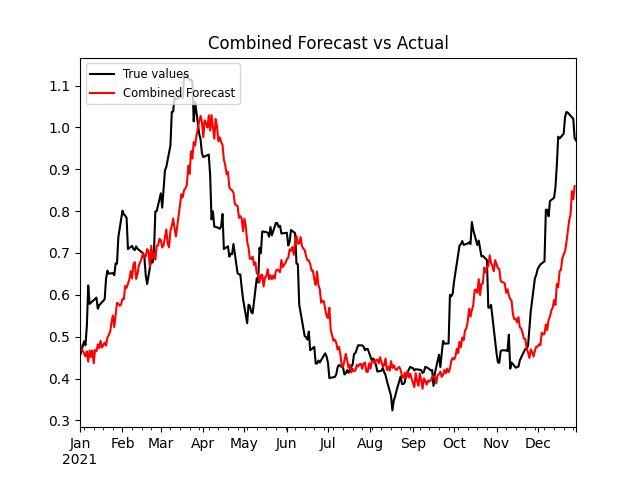 Combined Forecast vs Actual
True values
Combined Forecast
1.1
1.0
0.9
0.8
0.7
0.6
0.5
0.4
0.3
Jan Feb Mar Apr May Jun Jul Aug Sep Oct Nov Dec
2021